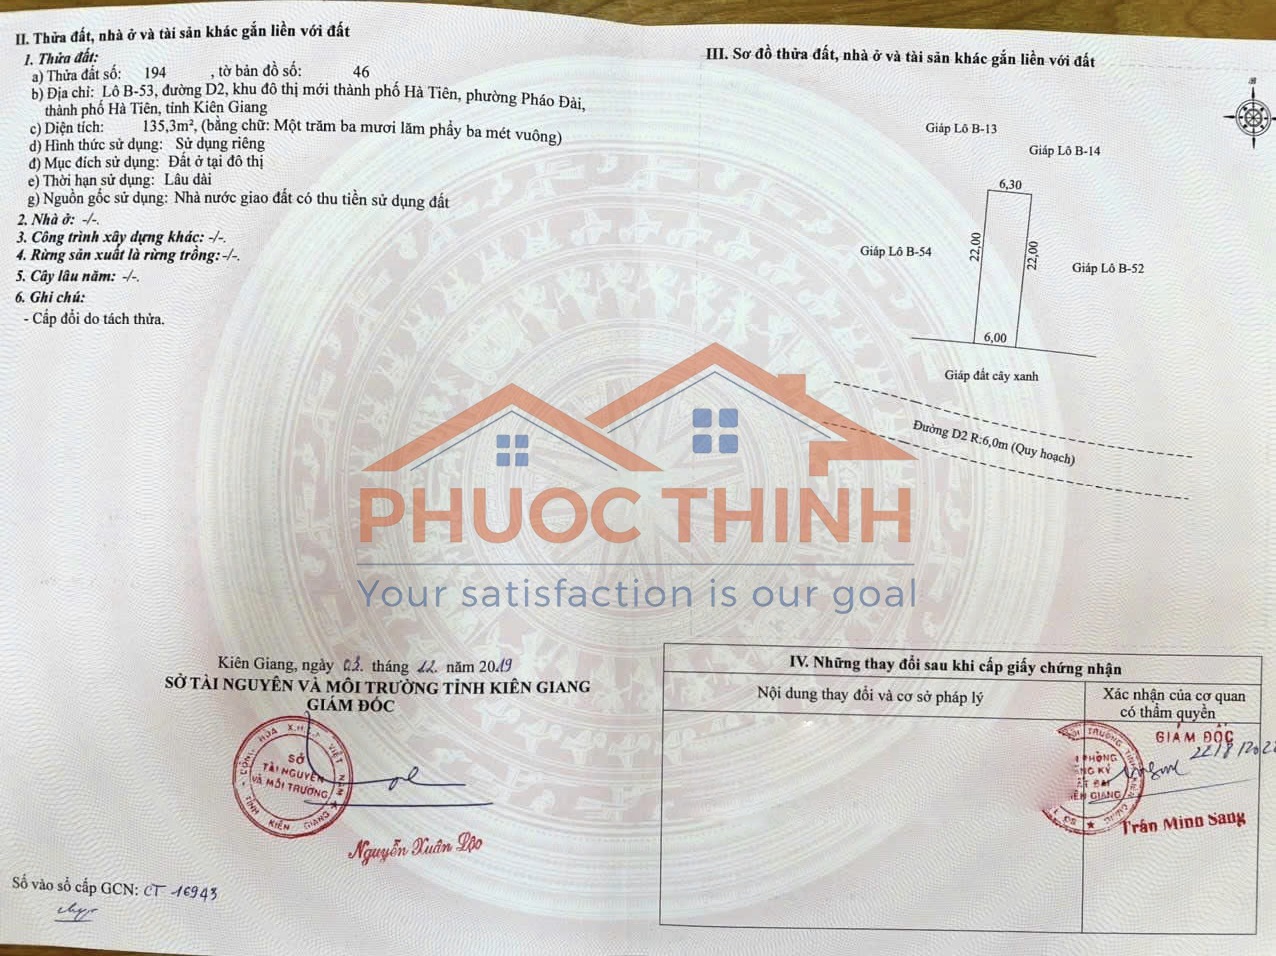 II. Thửa đất, nhà ở và tài sản khác gắn liền với đất
1. Thửa đất:
a) Thửa đất số: 194 , tờ bản đồ số: 46
b) Địa chỉ: Lô B-53, đường D2, khu đô thị mới thành phố Hà Tiên, phường Pháo Đài,
thành phố Hà Tiên, tỉnh Kiên Giang
c) Diện tích: 135,3m², (bằng chữ: Một trăm ba mươi lăm phẩy ba mét vuông)
d) Hình thức sử dụng: Sử dụng riêng
đ) Mục đích sử dụng: Đất ở tại đô thị
e) Thời hạn sử dụng: Lâu dài
g) Nguồn gốc sử dụng: Nhà nước giao đất có thu tiền sử dụng đất
2. Nhà ở: -/-.
3. Công trình xây dựng khác: -/-.
4. Rừng sản xuất là rừng trồng:-/-.
5. Cây lâu năm: -/-.
6. Ghi chú:
- Cấp đổi do tách thửa.
III. Sơ đồ thửa đất, nhà ở và tài sản khác gắn liền với đất
Giáp Lô B-13
Giáp Lô B-14
6,30
Giáp Lô B-54
22,00
22,00
Giáp Lô B-52
6,00
Giáp đất cây xanh
Đường D2 R:6,0m (Quy hoạch)
PHUOC THINH
Your satisfaction is our goal
Kiên Giang, ngày 03 tháng 12 năm 2019
SỞ TÀI NGUYÊN VÀ MÔI TRƯỜNG TỈNH KIÊN GIANG
GIÁM ĐỐC
SỞ
TÀI NGUYÊN
VÀ MÔI TRƯỜNG
TỈNH KIÊN GIANG
Nguyễn Xuân Lộc
Số vào sổ cấp GCN: CT 16943
IV. Những thay đổi sau khi cấp giấy chứng nhận
Nội dung thay đổi và cơ sở pháp lý
Xác nhận của cơ quan
có thẩm quyền
GIÁM ĐỐC
Trần Minh Sang